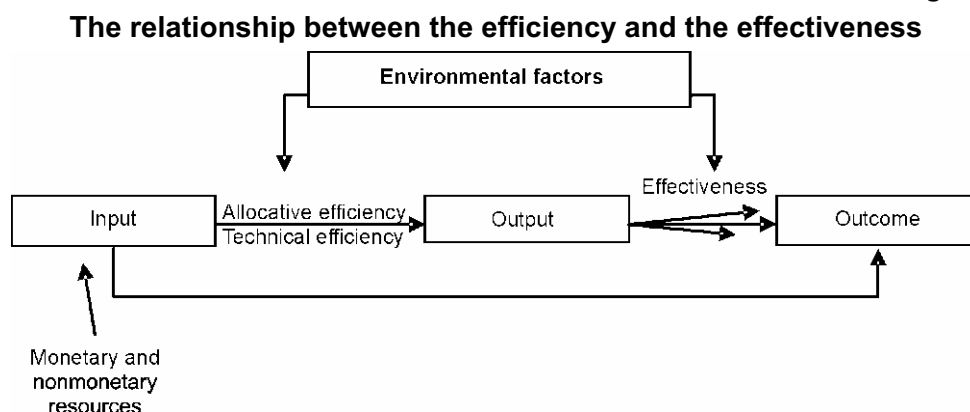 The relationship between the efficiency and the effectiveness
Environmental factors
Effectiveness
Input
Allocative efficiency
Technical efficiency
Output
Outcome
Monetary and
nonmonetary
resources